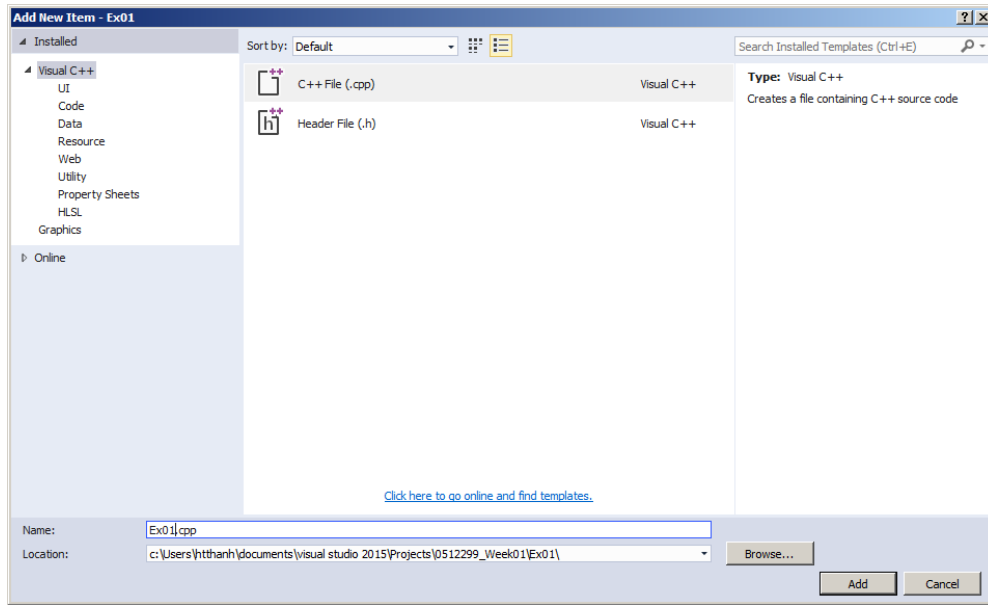 Add New Item - Ex01
Installed
Sort by: Default
Search Installed Templates (Ctrl+E)
Visual C++
UI
Code
Data
Resource
Web
Utility
Property Sheets
HLSL
Graphics
Online
C++ File (.cpp) Visual C++
Header File (.h) Visual C++
Type: Visual C++
Creates a file containing C++ source code
Click here to go online and find templates.
Name: Ex01.cpp
Location: c:\Users\htthanh\documents\visual studio 2015\Projects\0512299_Week01\Ex01\
Browse...
Add Cancel